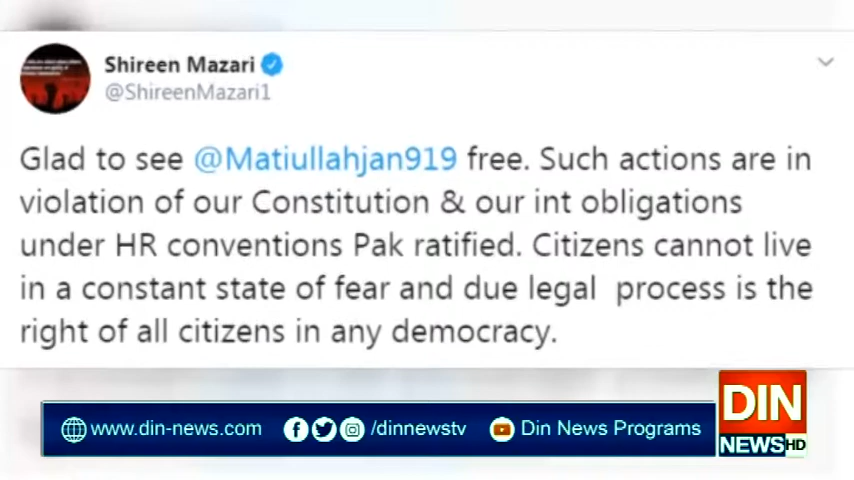 Shireen Mazari
@ShireenMazari1
Glad to see @Matiullahjan919 free. Such actions are in
violation of our Constitution & our int obligations
under HR conventions Pak ratified. Citizens cannot live
in a constant state of fear and due legal process is the
right of all citizens in any democracy.
www.din-news.com /dinnewstv Din News Programs
DIN
NEWS HD